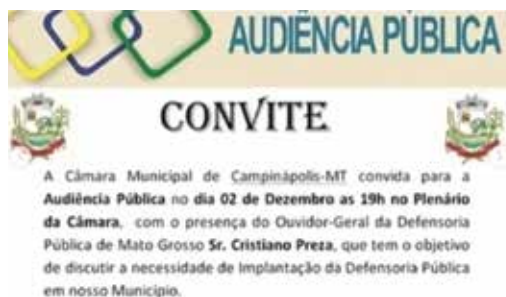 AUDIÊNCIA PÚBLICA
CONVITE
A Câmara Municipal de Campinápolis-MT convida para a
Audiência Pública no dia 02 de Dezembro as 19h no Plenário
da Câmara, com o presença do Ouvidor-Geral da Defensoria
Pública de Mato Grosso Sr. Cristiano Preza, que tem o objetivo
de discutir a necessidade de Implantação da Defensoria Pública
em nosso Município.